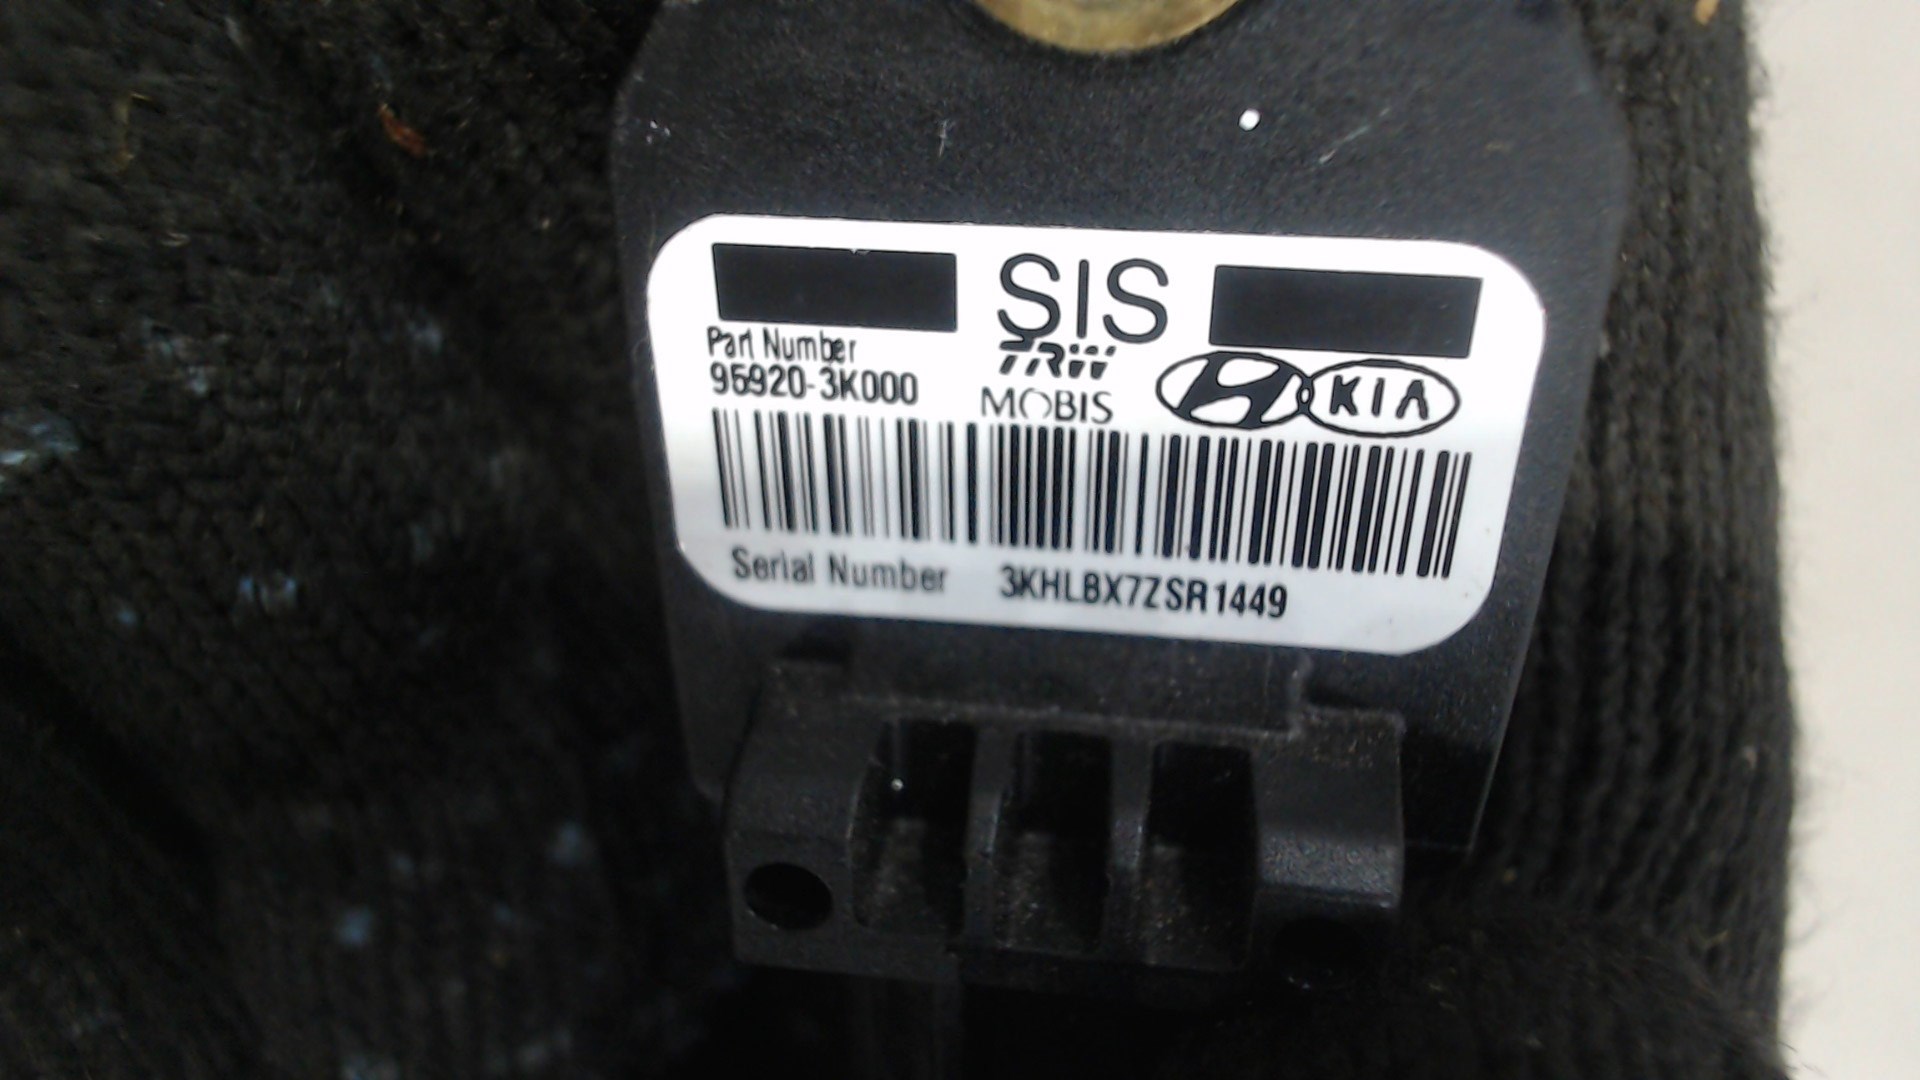 SIS
TRW
Part Number
95920-3K000
MOBIS
KIA
Serial Number 3KHLBX7ZSR1449